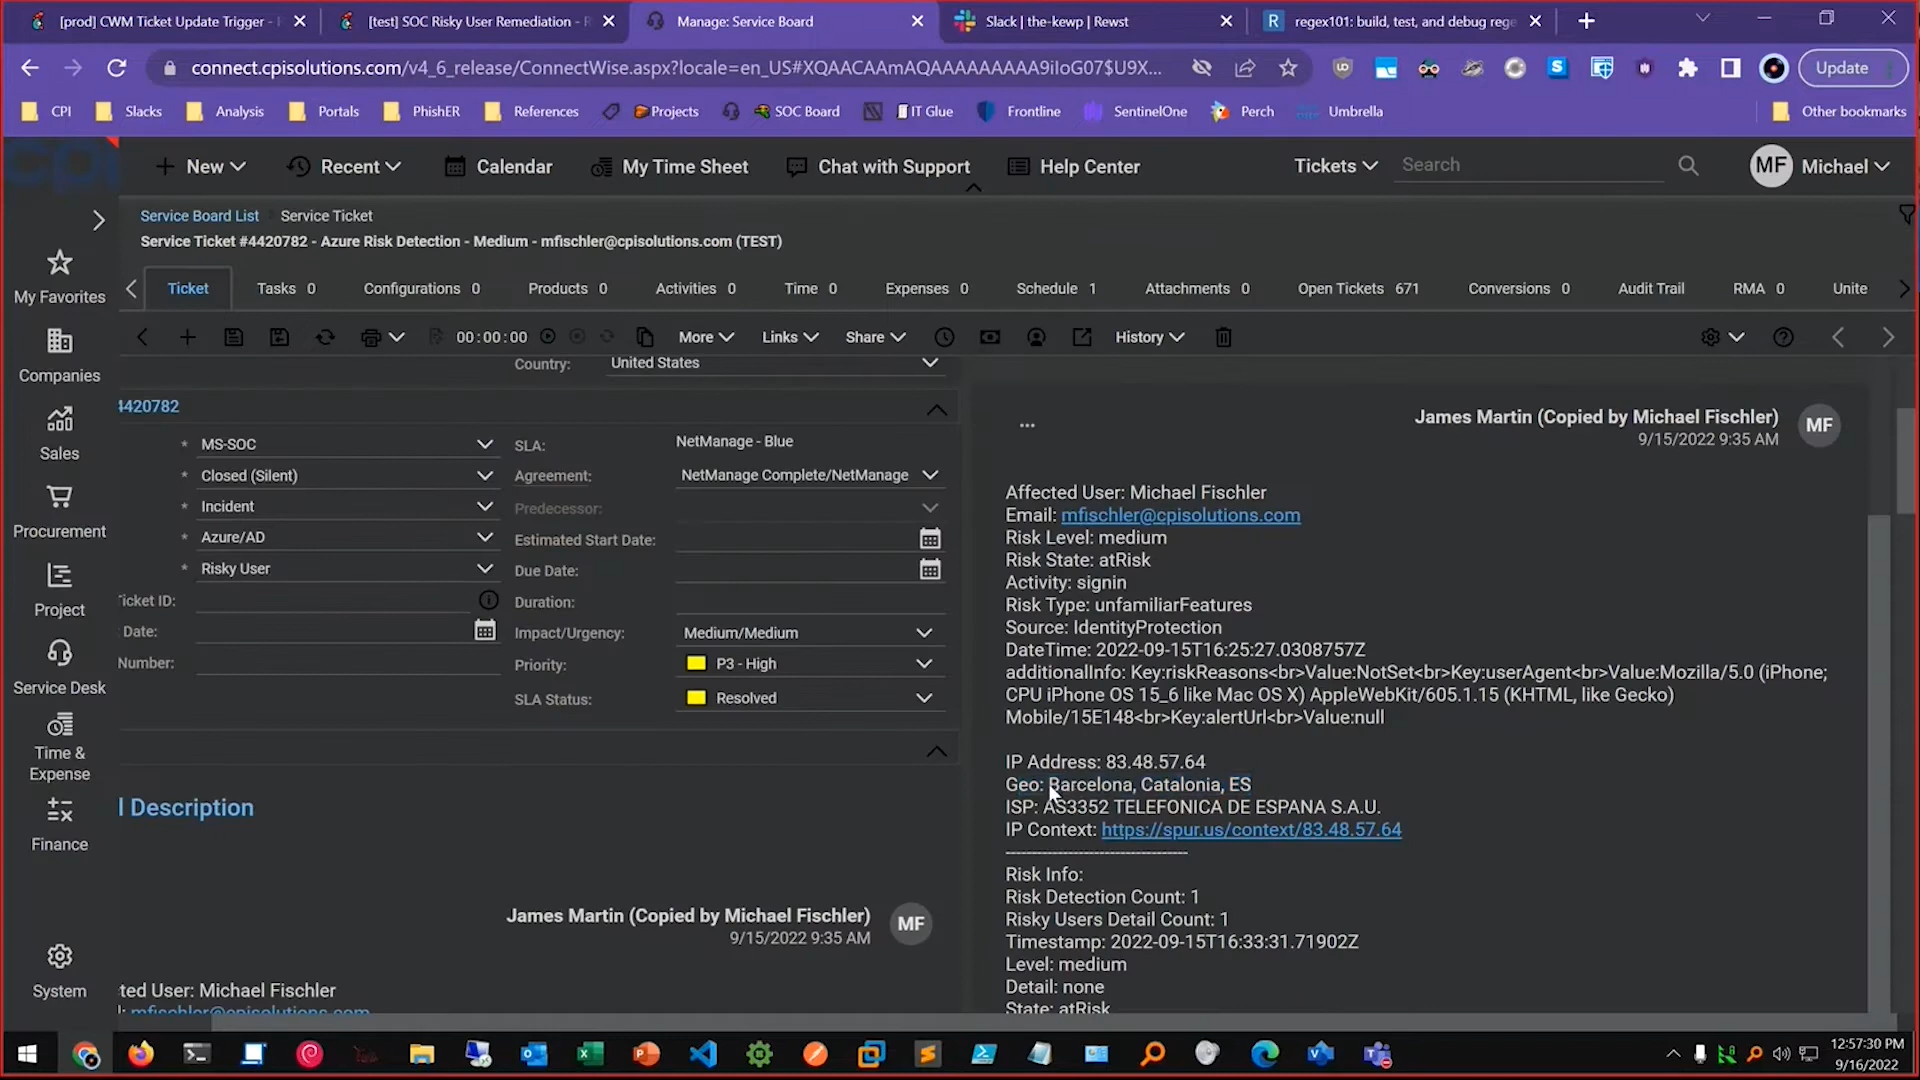 [prod] CWM Ticket Update Trigger -
[test] SOC Risky User Remediation - R
Manage: Service Board
Slack | the-kewp | Rewst
regex101: build, test, and debug rege
connect.cpisolutions.com/v4_6_release/ConnectWise.aspx?locale=en_US#XQAACAAmAQAAAAAAAAA9iIoG07$U9X...
Update
CPI
Slacks
Analysis
Portals
PhishER
References
Projects
SOC Board
IT Glue
Frontline
SentinelOne
Perch
Umbrella
Other bookmarks
cpi
New
Recent
Calendar
My Time Sheet
Chat with Support
Help Center
Tickets
Search
MF
Michael
My Favorites
Companies
Sales
Procurement
Project
Service Desk
Time &
Expense
Finance
System
Service Board List
Service Ticket
Service Ticket #4420782 - Azure Risk Detection - Medium - mfischler@cpisolutions.com (TEST)
Ticket
Tasks 0
Configurations 0
Products 0
Activities 0
Time 0
Expenses 0
Schedule 1
Attachments 0
Open Tickets 671
Conversions 0
Audit Trail
RMA 0
Unite
00:00:00
More
Links
Share
History
Country:
United States
4420782
* MS-SOC
* Closed (Silent)
* Incident
* Azure/AD
* Risky User
Ticket ID:
Date:
Number:
SLA:
NetManage - Blue
Agreement:
NetManage Complete/NetManage
Predecessor:
Estimated Start Date:
Due Date:
Duration:
Impact/Urgency:
Medium/Medium
Priority:
P3 - High
SLA Status:
Resolved
l Description
James Martin (Copied by Michael Fischler)
9/15/2022 9:35 AM
MF
ted User: Michael Fischler
l: mfischler@cpisolutions.com
James Martin (Copied by Michael Fischler)
9/15/2022 9:35 AM
MF
Affected User: Michael Fischler
Email: mfischler@cpisolutions.com
Risk Level: medium
Risk State: atRisk
Activity: signin
Risk Type: unfamiliarFeatures
Source: IdentityProtection
DateTime: 2022-09-15T16:25:27.0308757Z
additionalInfo: Key:riskReasons<br>Value:NotSet<br>Key:userAgent<br>Value:Mozilla/5.0 (iPhone;
CPU iPhone OS 15_6 like Mac OS X) AppleWebKit/605.1.15 (KHTML, like Gecko)
Mobile/15E148<br>Key:alertUrl<br>Value:null
IP Address: 83.48.57.64
Geo: Barcelona, Catalonia, ES
ISP: AS3352 TELEFONICA DE ESPANA S.A.U.
IP Context: https://spur.us/context/83.48.57.64
------------------------------
Risk Info:
Risk Detection Count: 1
Risky Users Detail Count: 1
Timestamp: 2022-09-15T16:33:31.71902Z
Level: medium
Detail: none
State: atRisk
12:57:30 PM
9/16/2022